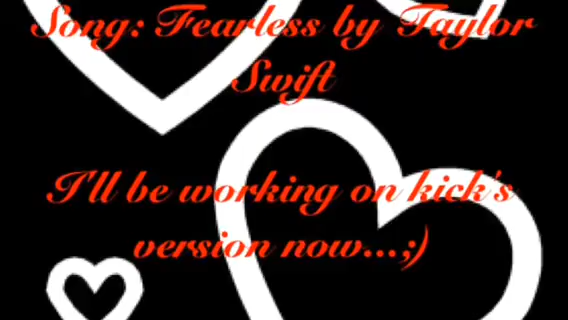 Song: Fearless by Taylor
Swift
I'll be working on kick's
version now...;)